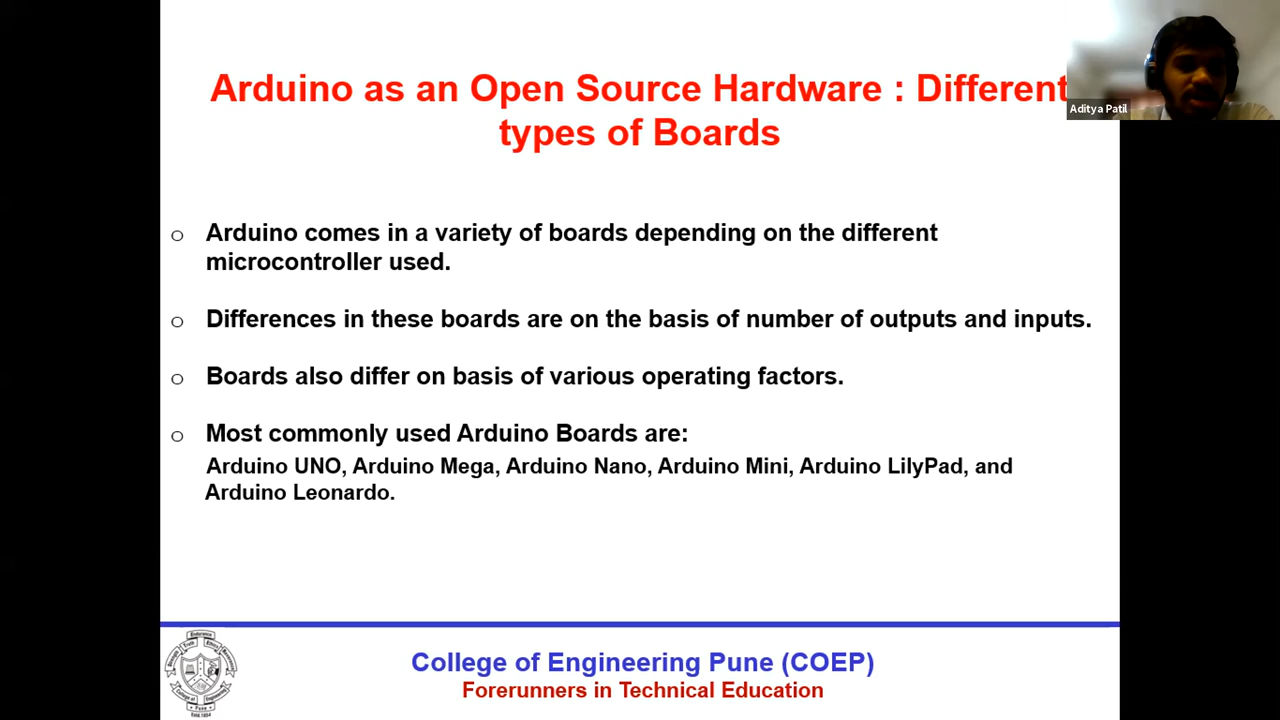 Arduino as an Open Source Hardware : Different
types of Boards
Aditya Patil
o Arduino comes in a variety of boards depending on the different
microcontroller used.
o Differences in these boards are on the basis of number of outputs and inputs.
o Boards also differ on basis of various operating factors.
o Most commonly used Arduino Boards are:
Arduino UNO, Arduino Mega, Arduino Nano, Arduino Mini, Arduino LilyPad, and
Arduino Leonardo.
College of Engineering Pune (COEP)
Forerunners in Technical Education